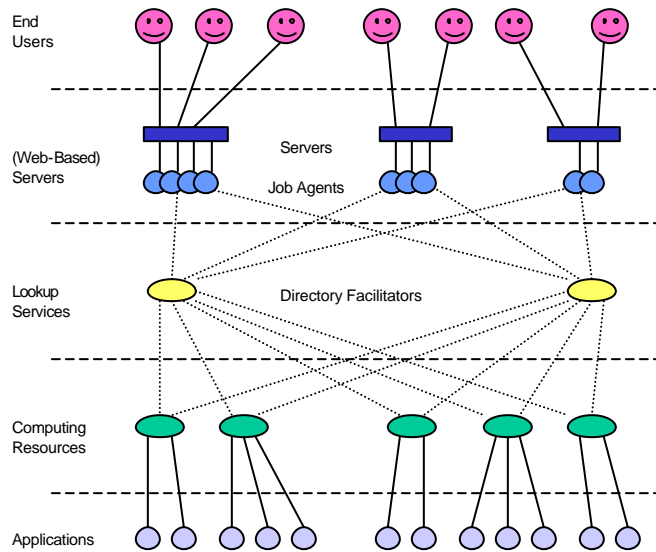 End
Users
Servers
(Web-Based)
Servers
Job Agents
Lookup
Services
Directory Facilitators
Computing
Resources
Applications